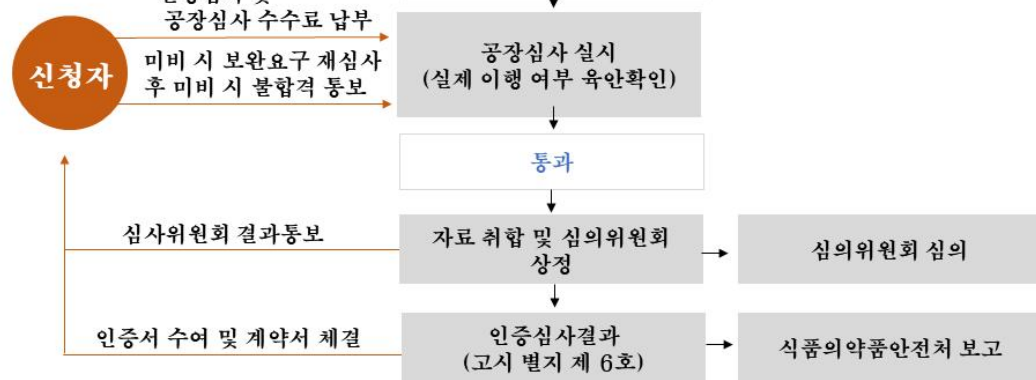 공장심사 수수료 납부
신청자
미비 시 보완요구 재심사
후 미비 시 불합격 통보
공장심사 실시
(실제 이행 여부 육안확인)
통과
심사위원회 결과통보
자료 취합 및 심의위원회
상정
심의위원회 심의
인증서 수여 및 계약서 체결
인증심사결과
(고시 별지 제 6호)
식품의약품안전처 보고